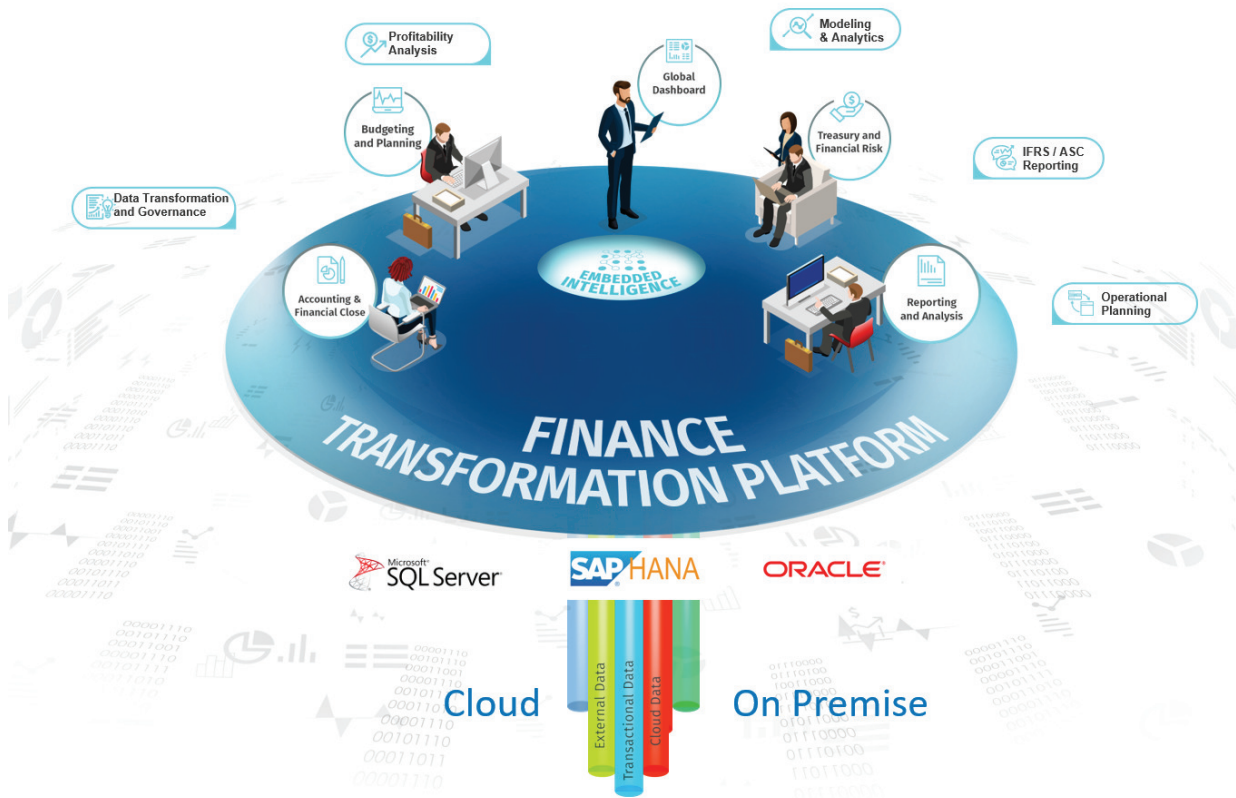 Profitability
Analysis
Modeling
& Analytics
Global
Dashboard
Budgeting
and Planning
Treasury and
Financial Risk
IFRS / ASC
Reporting
Data Transformation
and Governance
EMBEDDED
INTELLIGENCE
Accounting &
Financial Close
Reporting
and Analysis
Operational
Planning
FINANCE
TRANSFORMATION PLATFORM
Microsoft®
SQL Server®
SAP® HANA
ORACLE®
Cloud
External Data
Transactional Data
Cloud Data
On Premise